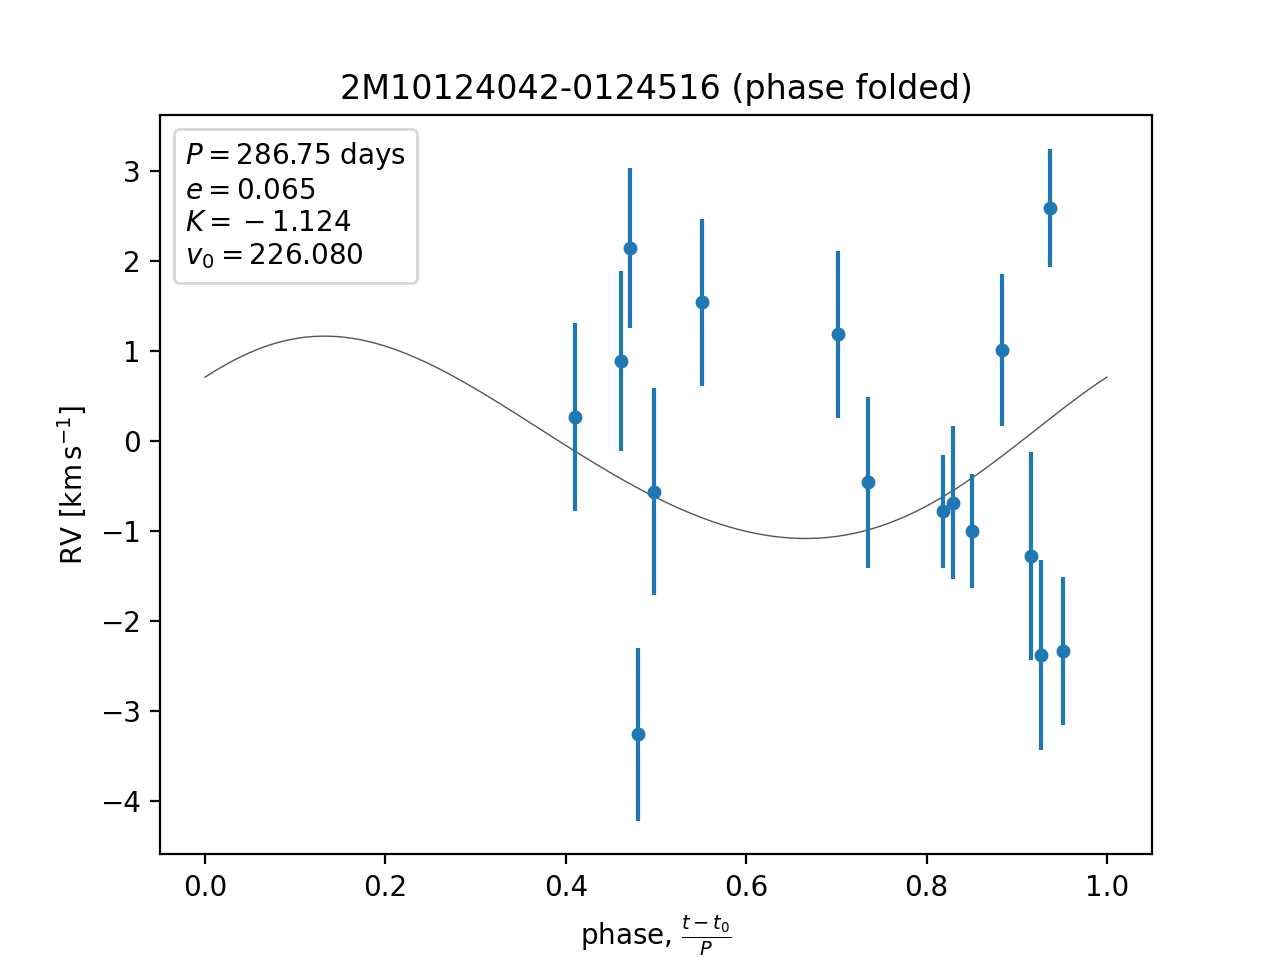 2M10124042-0124516 (phase folded)
P = 286.75 days
e = 0.065
K = −1.124
v₀ = 226.080
3
2
1
0
−1
−2
−3
−4
RV [km s⁻¹]
0.0 0.2 0.4 0.6 0.8 1.0
phase, (t − t₀)/P